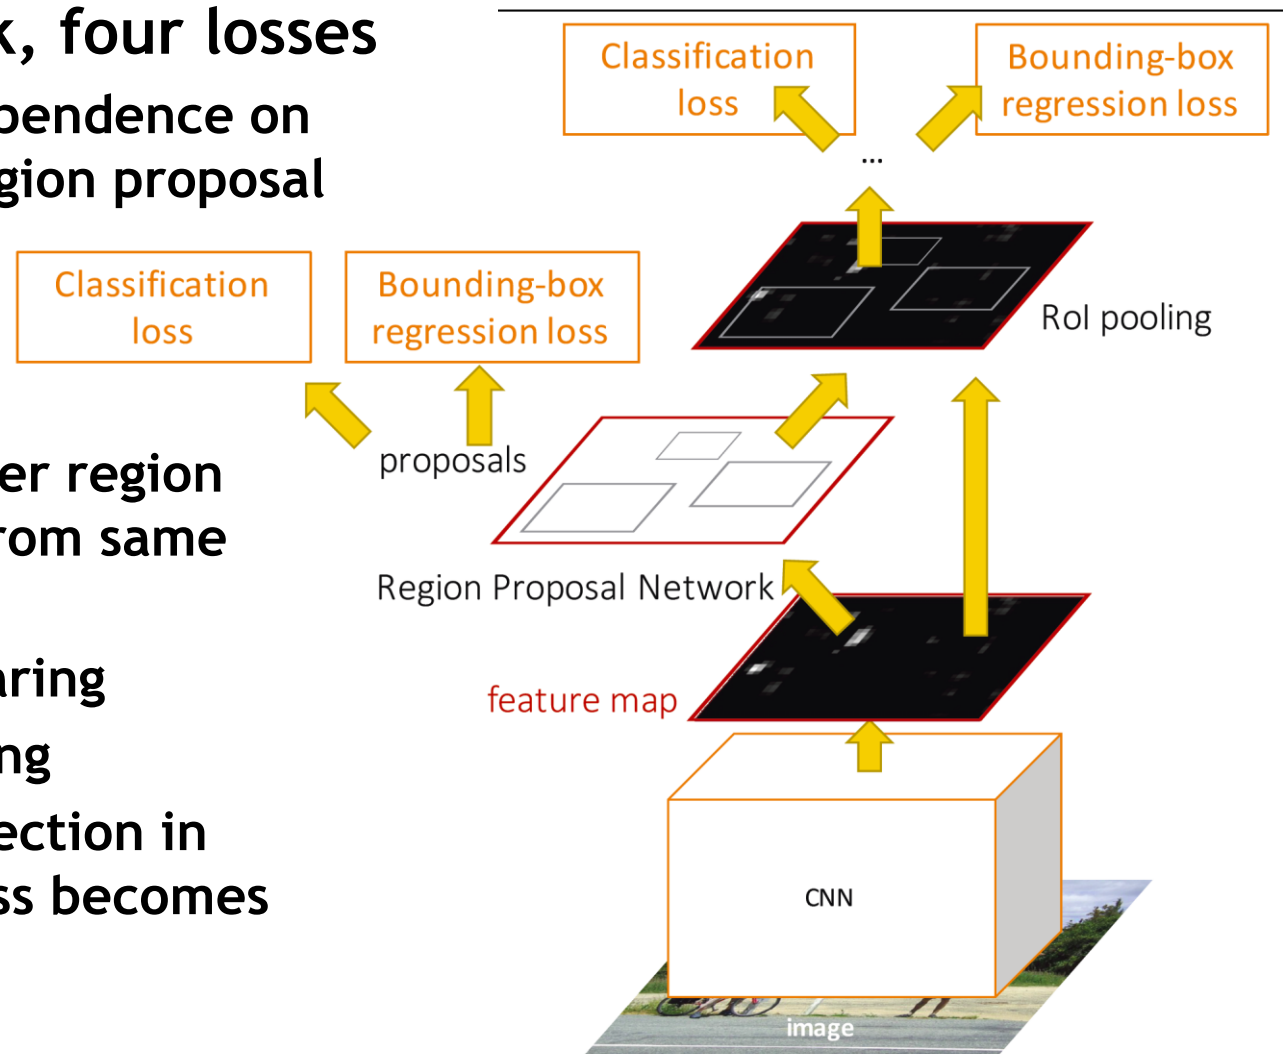 k, four losses
pendence on
gion proposal
er region
rom same
aring
ng
ection in
ss becomes
Classification
loss
Bounding-box
regression loss
...
RoI pooling
Classification
loss
Bounding-box
regression loss
proposals
Region Proposal Network
feature map
CNN
image